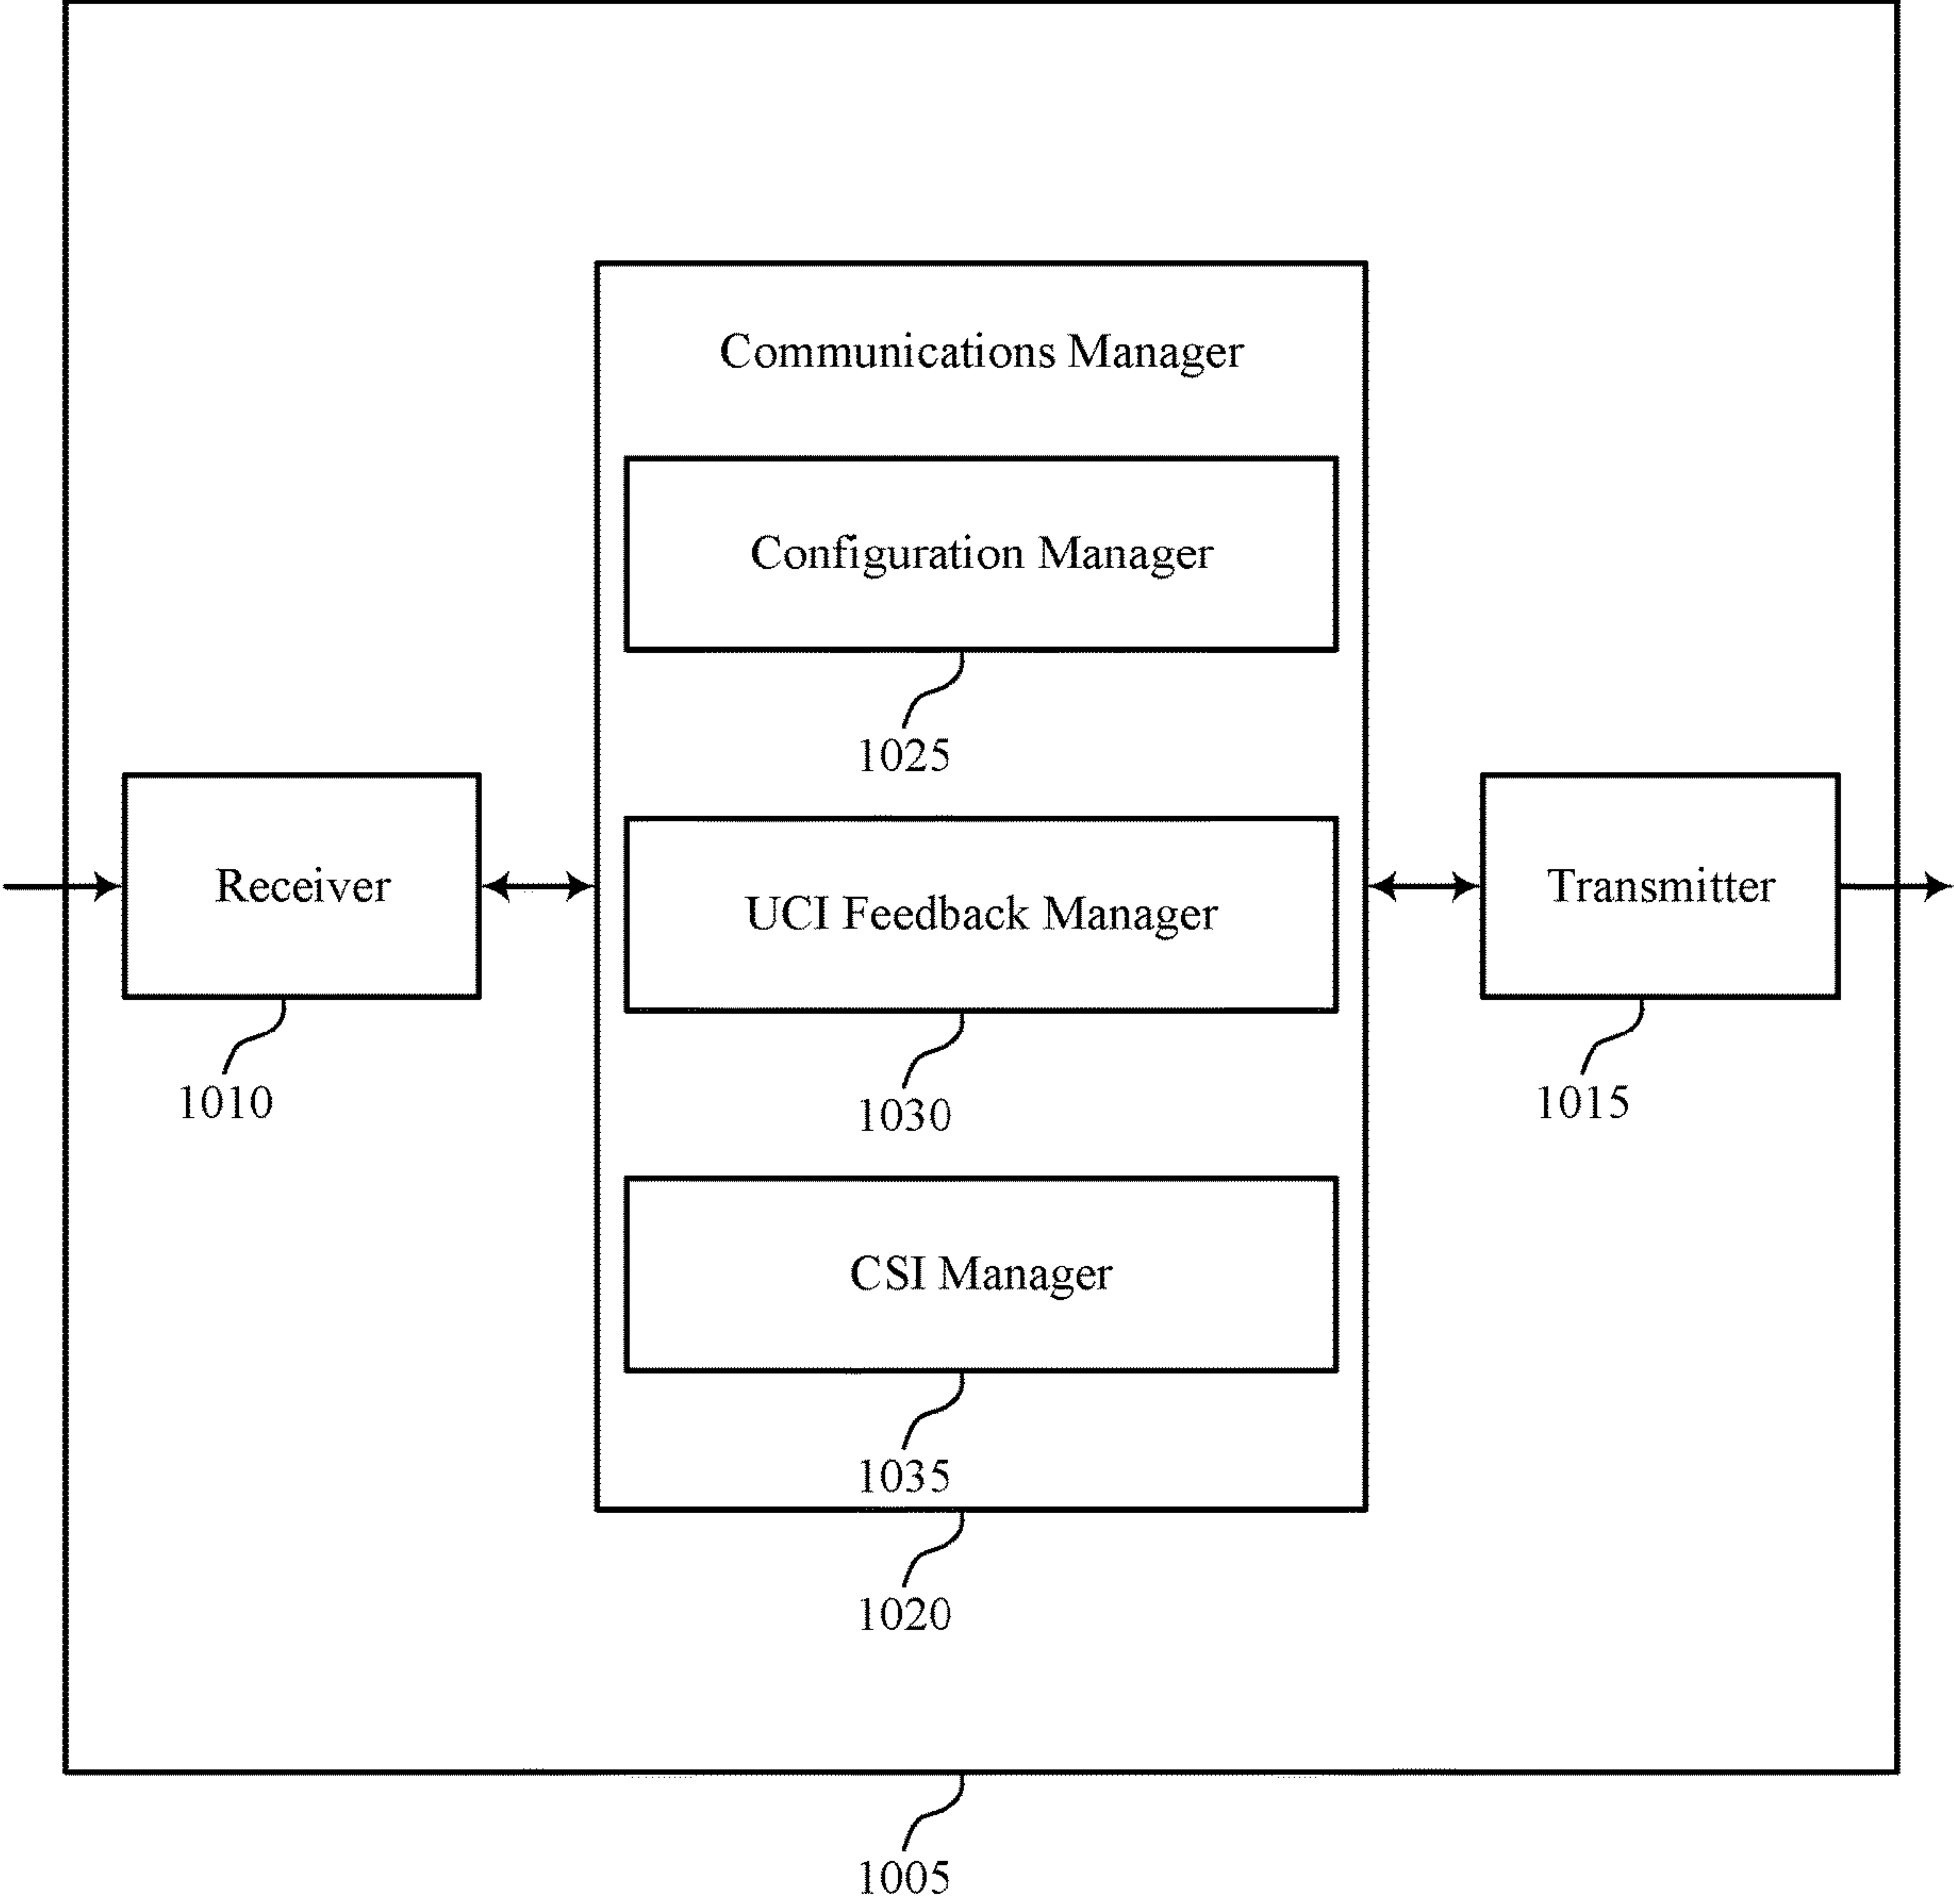 Communications Manager
Configuration Manager
1025
Receiver
1010
UCI Feedback Manager
1030
Transmitter
1015
CSI Manager
1035
1020
1005